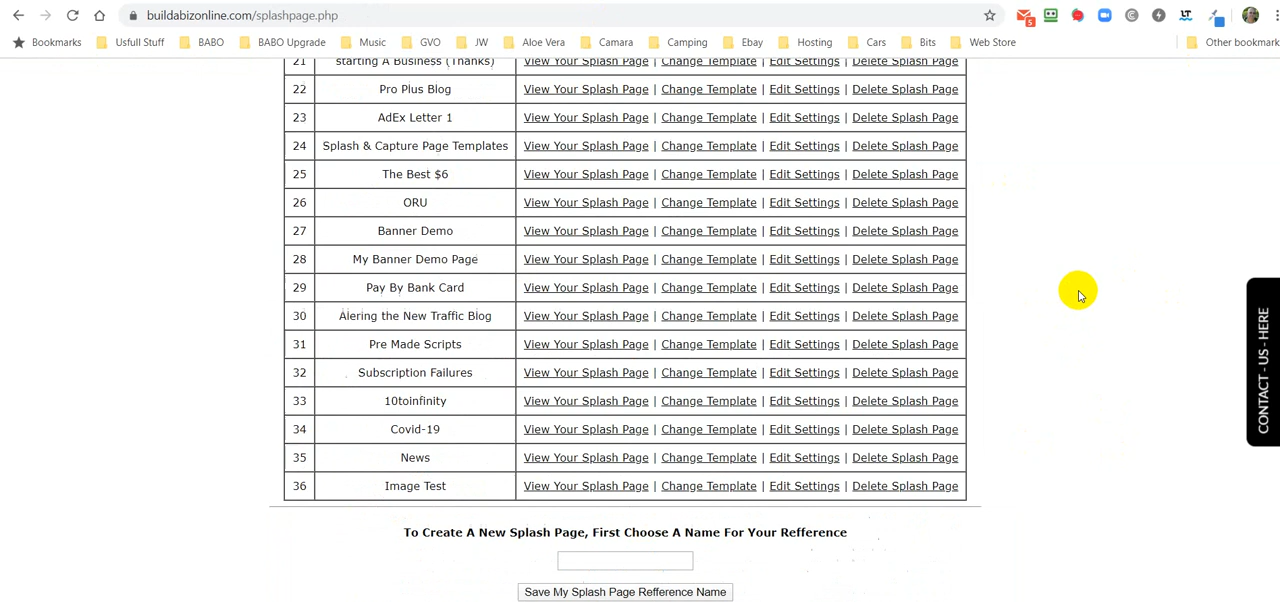 buildabizonline.com/splashpage.php
5
Bookmarks Usfull Stuff BABO BABO Upgrade Music GVO JW Aloe Vera Camara Camping Ebay Hosting Cars Bits Web Store Other bookmark
21 starting A Business (Thanks) View Your Splash Page | Change Template | Edit Settings | Delete Splash Page
22 Pro Plus Blog View Your Splash Page | Change Template | Edit Settings | Delete Splash Page
23 AdEx Letter 1 View Your Splash Page | Change Template | Edit Settings | Delete Splash Page
24 Splash & Capture Page Templates View Your Splash Page | Change Template | Edit Settings | Delete Splash Page
25 The Best $6 View Your Splash Page | Change Template | Edit Settings | Delete Splash Page
26 ORU View Your Splash Page | Change Template | Edit Settings | Delete Splash Page
27 Banner Demo View Your Splash Page | Change Template | Edit Settings | Delete Splash Page
28 My Banner Demo Page View Your Splash Page | Change Template | Edit Settings | Delete Splash Page
29 Pay By Bank Card View Your Splash Page | Change Template | Edit Settings | Delete Splash Page
30 Alering the New Traffic Blog View Your Splash Page | Change Template | Edit Settings | Delete Splash Page
31 Pre Made Scripts View Your Splash Page | Change Template | Edit Settings | Delete Splash Page
32 Subscription Failures View Your Splash Page | Change Template | Edit Settings | Delete Splash Page
33 10toinfinity View Your Splash Page | Change Template | Edit Settings | Delete Splash Page
34 Covid-19 View Your Splash Page | Change Template | Edit Settings | Delete Splash Page
35 News View Your Splash Page | Change Template | Edit Settings | Delete Splash Page
36 Image Test View Your Splash Page | Change Template | Edit Settings | Delete Splash Page
CONTACT - US - HERE
To Create A New Splash Page, First Choose A Name For Your Refference
Save My Splash Page Refference Name